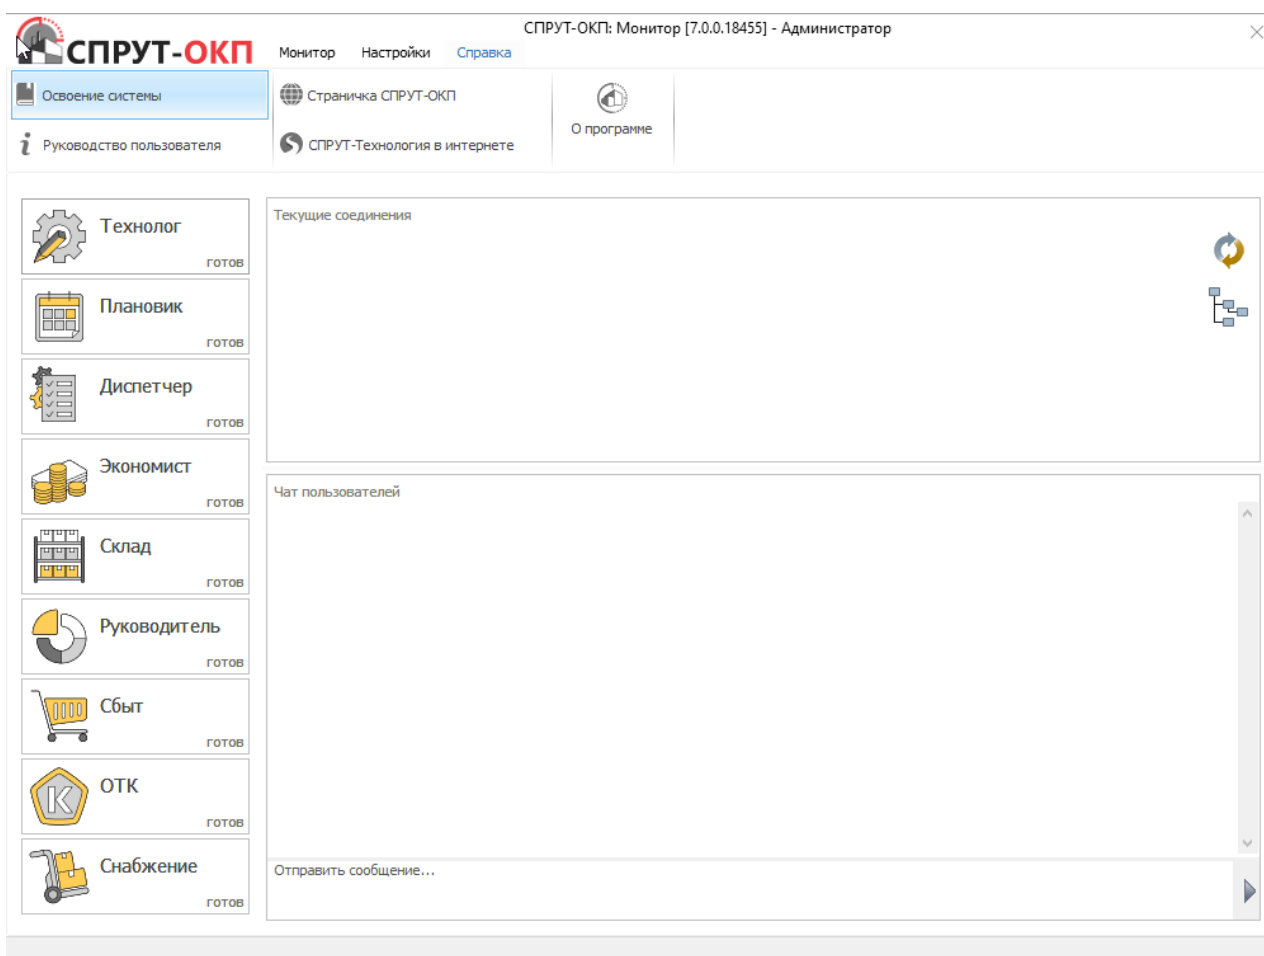 СПРУТ-ОКП: Монитор [7.0.0.18455] - Администратор
СПРУТ-ОКП
Монитор Настройки Справка
Освоение системы
Руководство пользователя
Страничка СПРУТ-ОКП
СПРУТ-Технология в интернете
О программе
Технолог
готов
Плановик
готов
Диспетчер
готов
Экономист
готов
Склад
готов
Руководитель
готов
Сбыт
готов
К
ОТК
готов
Снабжение
готов
Текущие соединения
Чат пользователей
Отправить сообщение...